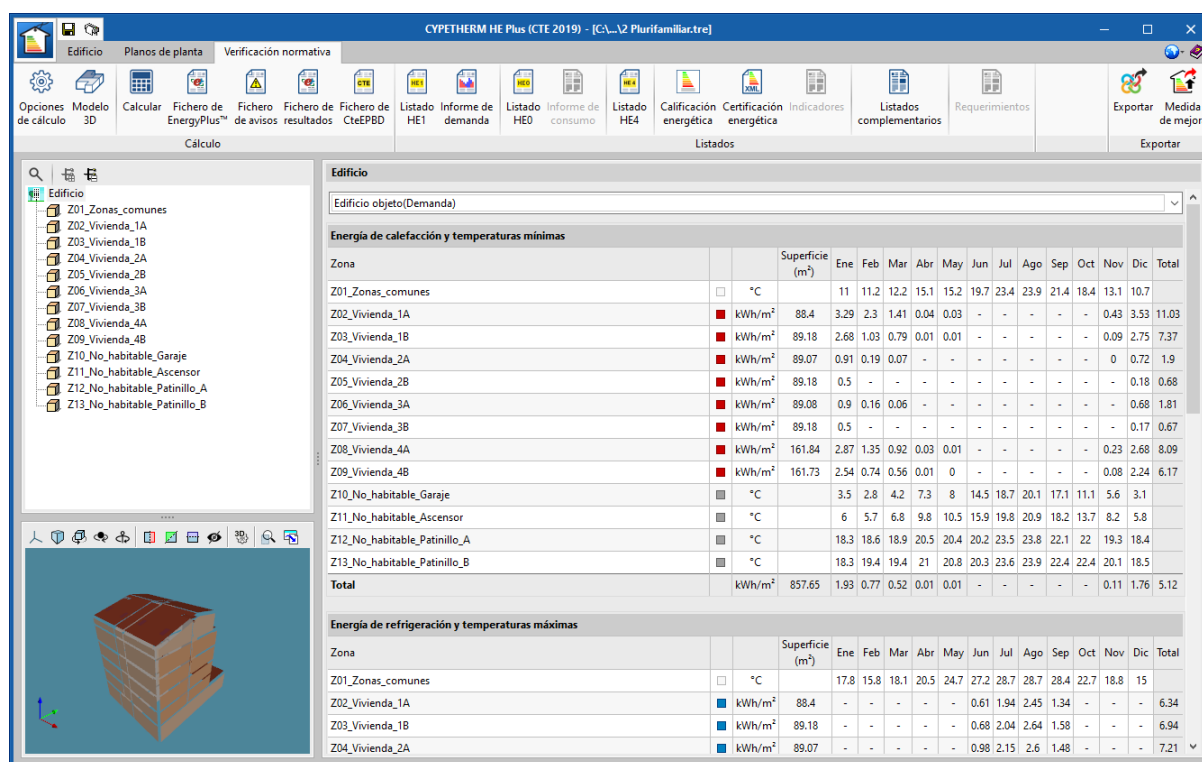 CYPETHERM HE Plus (CTE 2019) - [C:\...\2 Plurifamiliar.tre]
Edificio Planos de planta Verificación normativa
Opciones de cálculo
Modelo 3D
Calcular
Fichero de EnergyPlus™
Fichero de avisos
Fichero de resultados
Fichero de CteEPBD
Listado HE1
Informe de demanda
Listado HE0
Informe de consumo
Listado HE4
Calificación energética
Certificación energética
Indicadores
Listados complementarios
Requerimientos
Exportar
Medida de mejor
Cálculo Listados Exportar
Edificio
Z01_Zonas_comunes
Z02_Vivienda_1A
Z03_Vivienda_1B
Z04_Vivienda_2A
Z05_Vivienda_2B
Z06_Vivienda_3A
Z07_Vivienda_3B
Z08_Vivienda_4A
Z09_Vivienda_4B
Z10_No_habitable_Garaje
Z11_No_habitable_Ascensor
Z12_No_habitable_Patinillo_A
Z13_No_habitable_Patinillo_B
Edificio
Edificio objeto(Demanda)
Energía de calefacción y temperaturas mínimas
Zona Superficie (m²) Ene Feb Mar Abr May Jun Jul Ago Sep Oct Nov Dic Total
Z01_Zonas_comunes °C 11 11.2 12.2 15.1 15.2 19.7 23.4 23.9 21.4 18.4 13.1 10.7
Z02_Vivienda_1A kWh/m² 88.4 3.29 2.3 1.41 0.04 0.03 - - - - - 0.43 3.53 11.03
Z03_Vivienda_1B kWh/m² 89.18 2.68 1.03 0.79 0.01 0.01 - - - - - 0.09 2.75 7.37
Z04_Vivienda_2A kWh/m² 89.07 0.91 0.19 0.07 - - - - - - - 0 0.72 1.9
Z05_Vivienda_2B kWh/m² 89.18 0.5 - - - - - - - - - - 0.18 0.68
Z06_Vivienda_3A kWh/m² 89.08 0.9 0.16 0.06 - - - - - - - - 0.68 1.81
Z07_Vivienda_3B kWh/m² 89.18 0.5 - - - - - - - - - - 0.17 0.67
Z08_Vivienda_4A kWh/m² 161.84 2.87 1.35 0.92 0.03 0.01 - - - - - 0.23 2.68 8.09
Z09_Vivienda_4B kWh/m² 161.73 2.54 0.74 0.56 0.01 0 - - - - - 0.08 2.24 6.17
Z10_No_habitable_Garaje °C 3.5 2.8 4.2 7.3 8 14.5 18.7 20.1 17.1 11.1 5.6 3.1
Z11_No_habitable_Ascensor °C 6 5.7 6.8 9.8 10.5 15.9 19.8 20.9 18.2 13.7 8.2 5.8
Z12_No_habitable_Patinillo_A °C 18.3 18.6 18.9 20.5 20.4 20.2 23.5 23.8 22.1 22 19.3 18.4
Z13_No_habitable_Patinillo_B °C 18.3 19.4 19.4 21 20.8 20.3 23.6 23.9 22.4 22.4 20.1 18.5
Total kWh/m² 857.65 1.93 0.77 0.52 0.01 0.01 - - - - - 0.11 1.76 5.12
Energía de refrigeración y temperaturas máximas
Zona Superficie (m²) Ene Feb Mar Abr May Jun Jul Ago Sep Oct Nov Dic Total
Z01_Zonas_comunes °C 17.8 15.8 18.1 20.5 24.7 27.2 28.7 28.7 28.4 22.7 18.8 15
Z02_Vivienda_1A kWh/m² 88.4 - - - - - 0.61 1.94 2.45 1.34 - - - 6.34
Z03_Vivienda_1B kWh/m² 89.18 - - - - - 0.68 2.04 2.64 1.58 - - - 6.94
Z04_Vivienda_2A kWh/m² 89.07 - - - - - 0.98 2.15 2.6 1.48 - - - 7.21